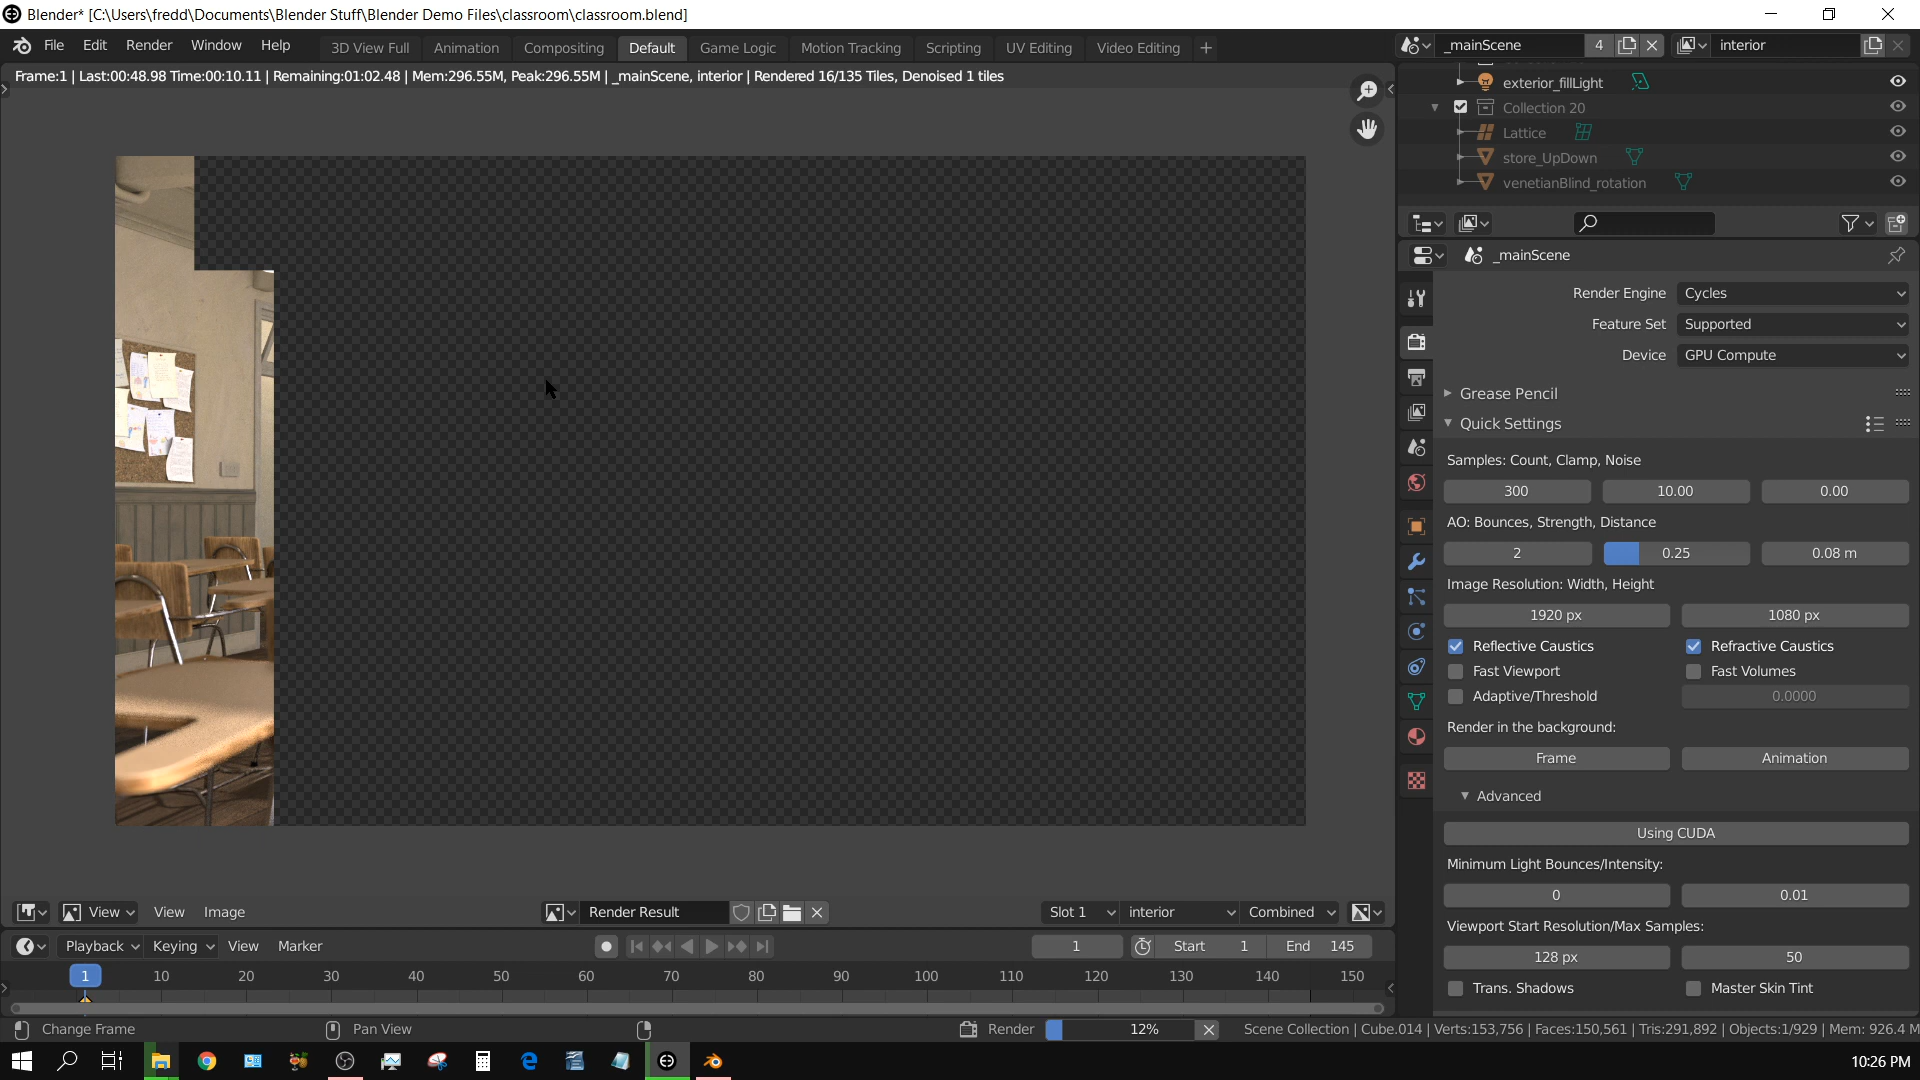 Blender* [C:\Users\fredd\Documents\Blender Stuff\Blender Demo Files\classroom\classroom.blend]
File Edit Render Window Help 3D View Full Animation Compositing Default Game Logic Motion Tracking Scripting UV Editing Video Editing + _mainScene 4 interior
Frame:1 | Last:00:48.98 Time:00:10.11 | Remaining:01:02.48 | Mem:296.55M, Peak:296.55M | _mainScene, interior | Rendered 16/135 Tiles, Denoised 1 tiles
exterior_fillLight
Collection 20
Lattice
store_UpDown
venetianBlind_rotation
_mainScene
Render Engine Cycles
Feature Set Supported
Device GPU Compute
Grease Pencil
Quick Settings
Samples: Count, Clamp, Noise
300 10.00 0.00
AO: Bounces, Strength, Distance
2 0.25 0.08 m
Image Resolution: Width, Height
1920 px 1080 px
Reflective Caustics Refractive Caustics
Fast Viewport Fast Volumes
Adaptive/Threshold 0.0000
Render in the background:
Frame Animation
Advanced
Using CUDA
Minimum Light Bounces/Intensity:
0 0.01
Viewport Start Resolution/Max Samples:
128 px 50
Trans. Shadows Master Skin Tint
View View Image Render Result Slot 1 interior Combined
Playback Keying View Marker 1 Start 1 End 145
1 10 20 30 40 50 60 70 80 90 100 110 120 130 140 150
Change Frame Pan View Render 12% Scene Collection | Cube.014 | Verts:153,756 | Faces:150,561 | Tris:291,892 | Objects:1/929 | Mem: 926.4 M
10:26 PM